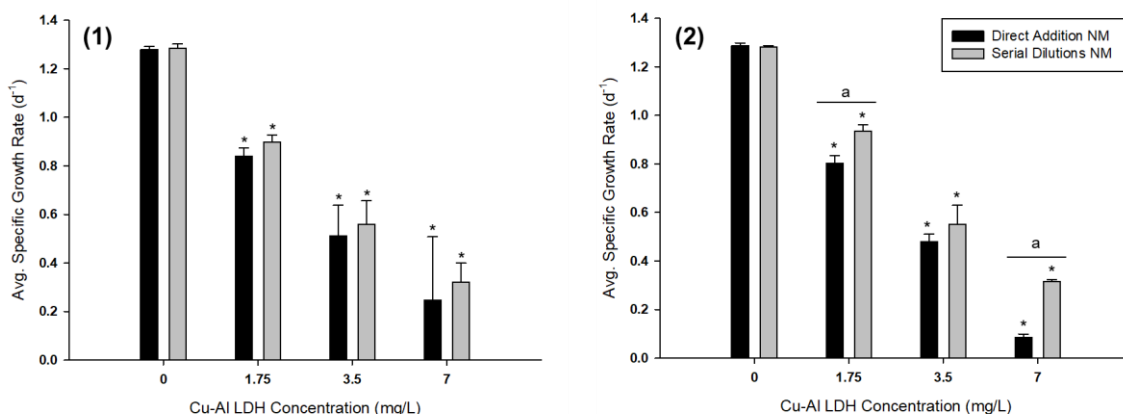 (1)
Avg. Specific Growth Rate (d⁻¹)
1.4
1.2
1.0
0.8
0.6
0.4
0.2
0.0
* *
* *
* *
0 1.75 3.5 7
Cu-Al LDH Concentration (mg/L)
(2)
Direct Addition NM
Serial Dilutions NM
Avg. Specific Growth Rate (d⁻¹)
1.4
1.2
1.0
0.8
0.6
0.4
0.2
0.0
a
* *
* *
a
* *
0 1.75 3.5 7
Cu-Al LDH Concentration (mg/L)